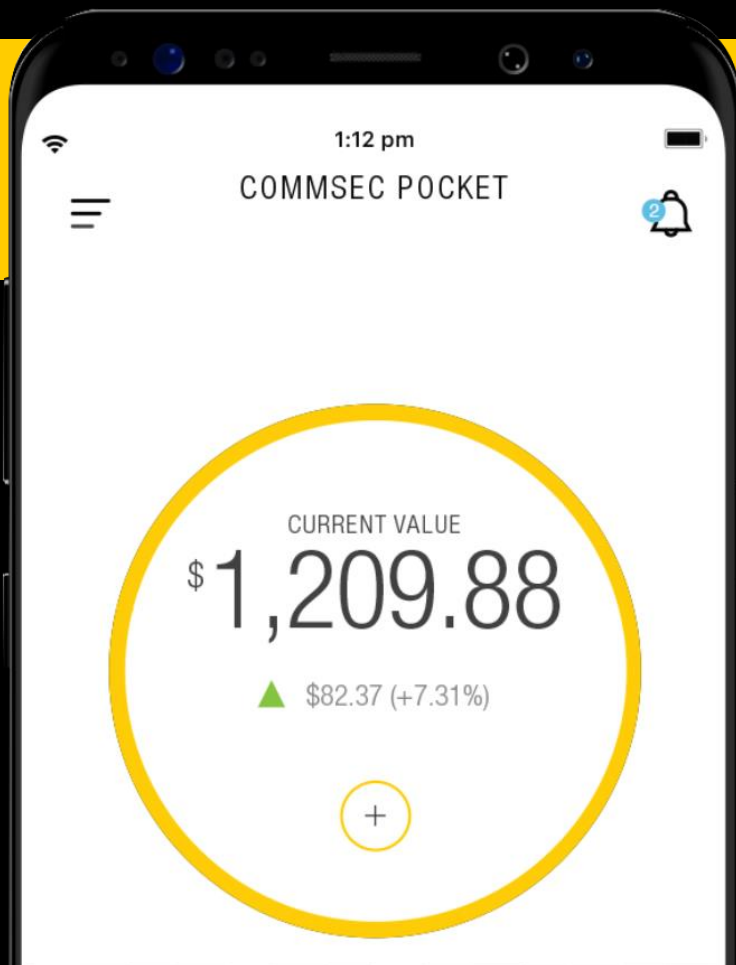 1:12 pm
COMMSEC POCKET
2
CURRENT VALUE
$1,209.88
$82.37 (+7.31%)
+